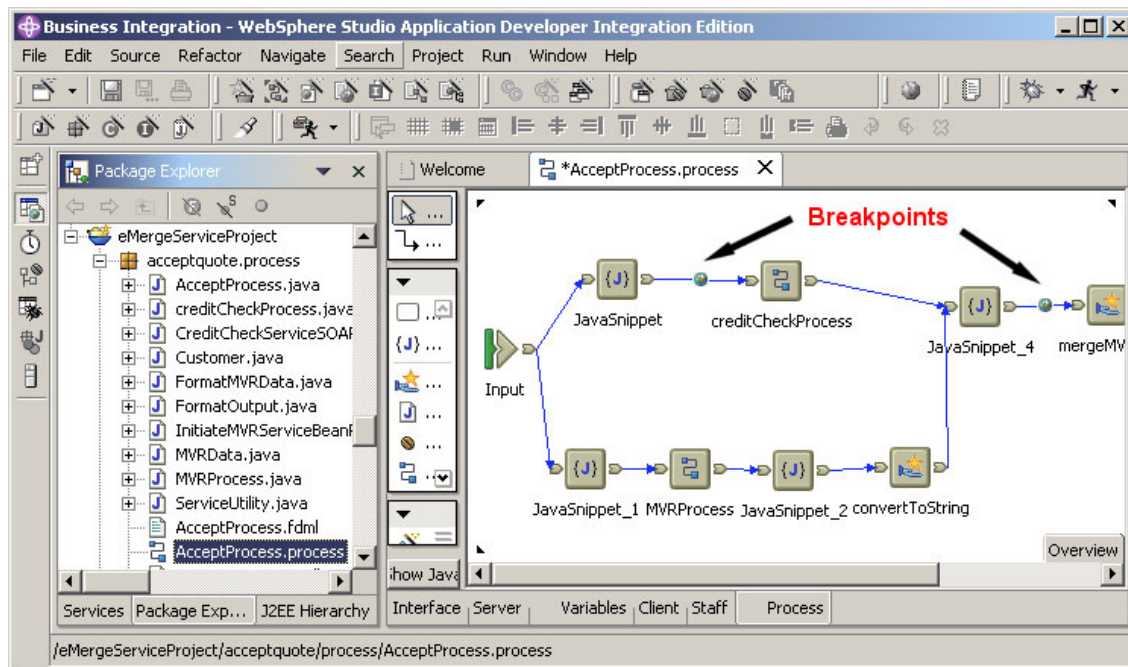 Business Integration - WebSphere Studio Application Developer Integration Edition
File Edit Source Refactor Navigate Search Project Run Window Help
Package Explorer
eMergeServiceProject
acceptquote.process
AcceptProcess.java
creditCheckProcess.java
CreditCheckServiceSOAP
Customer.java
FormatMVRData.java
FormatOutput.java
InitiateMVRServiceBeanF
MVRData.java
MVRProcess.java
ServiceUtility.java
AcceptProcess.fdml
AcceptProcess.process
Services Package Exp... J2EE Hierarchy
Welcome *AcceptProcess.process
Breakpoints
JavaSnippet creditCheckProcess
JavaSnippet_4 mergeMV
Input
JavaSnippet_1 MVRProcess JavaSnippet_2 convertToString
Overview
how Java
Interface Server Variables Client Staff Process
/eMergeServiceProject/acceptquote/process/AcceptProcess.process